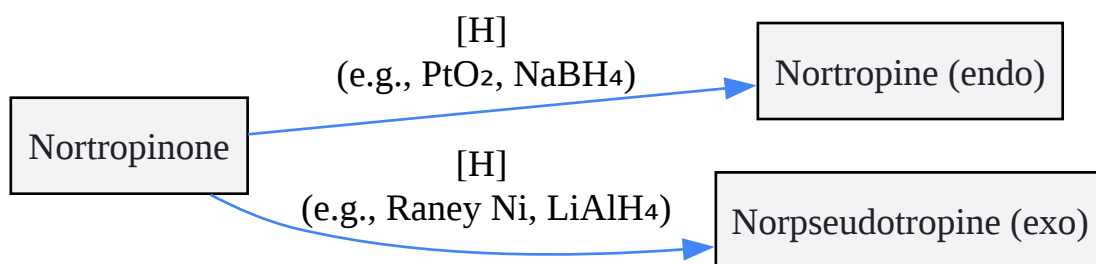 [H]
(e.g., PtO₂, NaBH₄)
Nortropine (endo)
Nortropinone
[H]
(e.g., Raney Ni, LiAlH₄)
Norpseudotropine (exo)